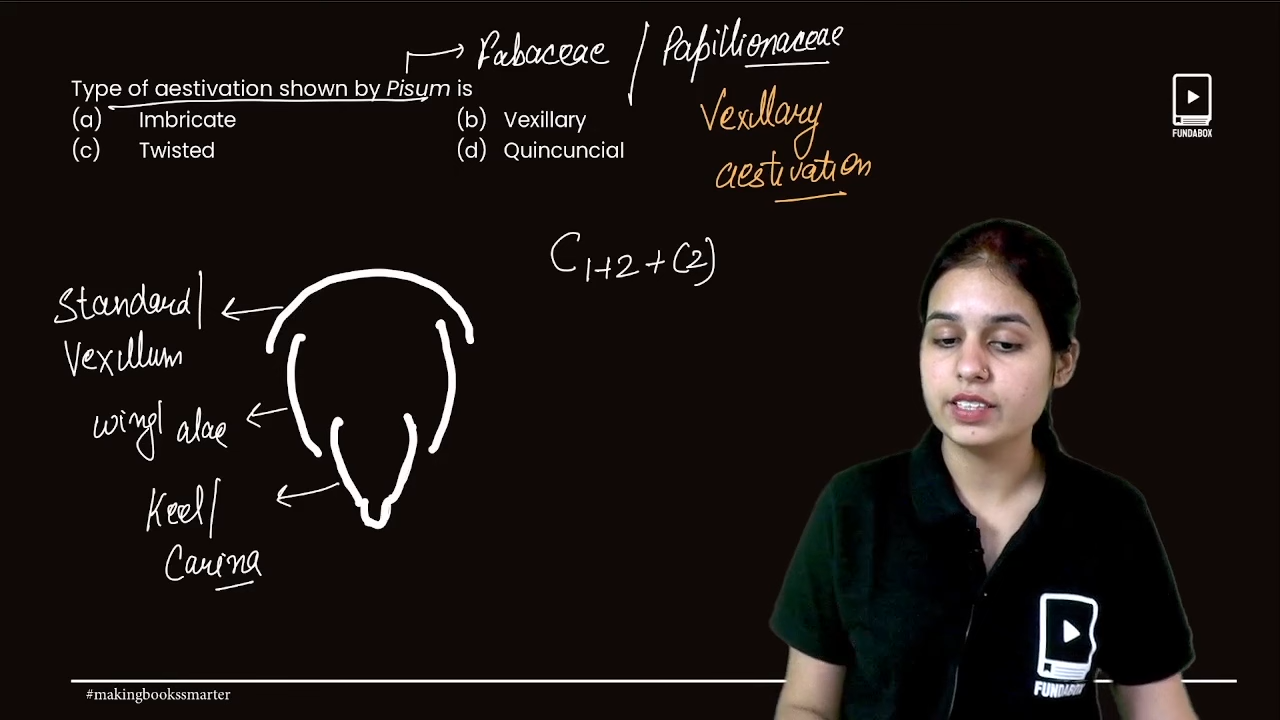 Fabaceae / Papillionaceae
Type of aestivation shown by Pisum is
(a) Imbricate (b) Vexillary
(c) Twisted (d) Quincuncial
Vexillary
aestivation
FUNDABOX
C1+2+(2)
Standard/
Vexillum
wing/ alae
Keel/
Carina
FUNDABOX
#makingbookssmarter